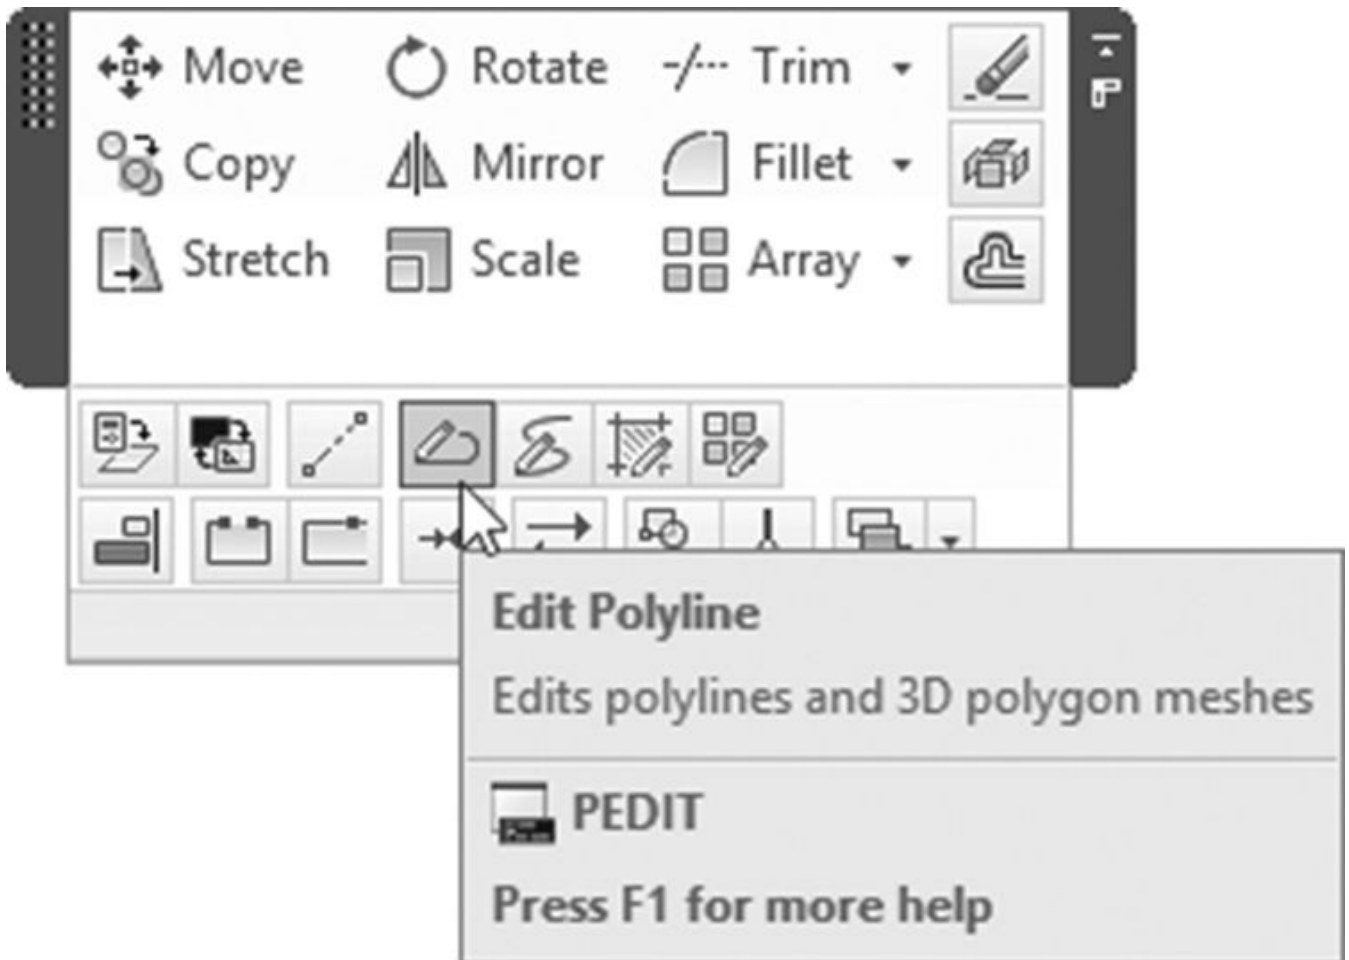 Move Rotate Trim
Copy Mirror Fillet
Stretch Scale Array
Edit Polyline
Edits polylines and 3D polygon meshes
PEDIT
Press F1 for more help